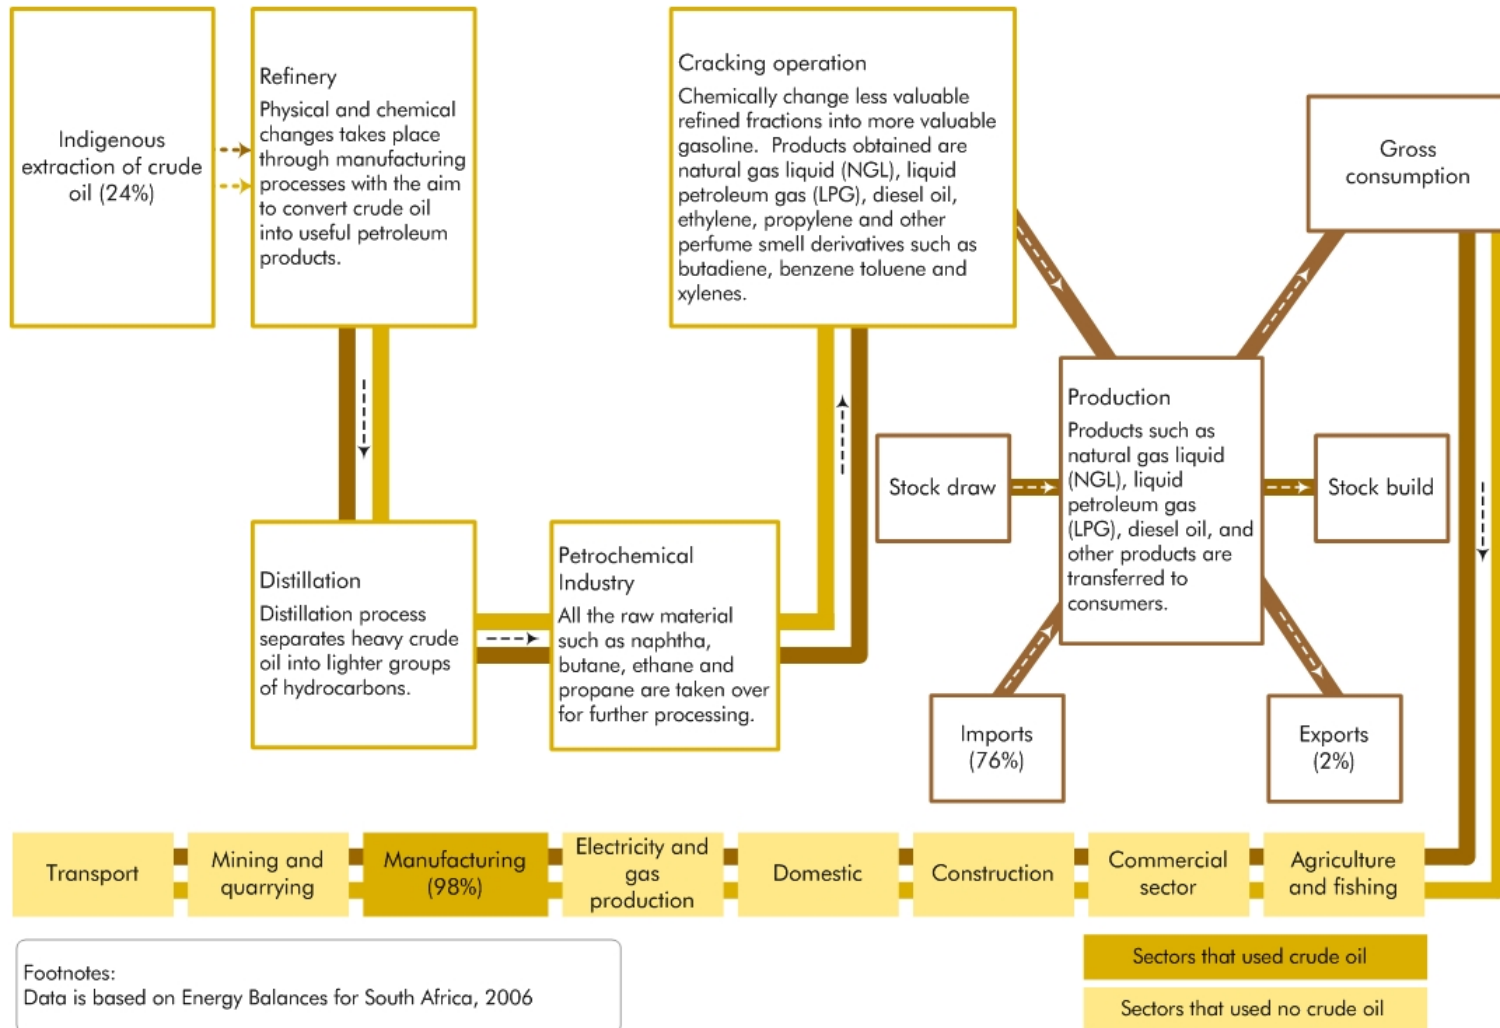 Indigenous
extraction of crude
oil (24%)
Refinery
Physical and chemical
changes takes place
through manufacturing
processes with the aim
to convert crude oil
into useful petroleum
products.
Cracking operation
Chemically change less valuable
refined fractions into more valuable
gasoline. Products obtained are
natural gas liquid (NGL), liquid
petroleum gas (LPG), diesel oil,
ethylene, propylene and other
perfume smell derivatives such as
butadiene, benzene toluene and
xylenes.
Gross
consumption
Distillation
Distillation process
separates heavy crude
oil into lighter groups
of hydrocarbons.
Petrochemical
Industry
All the raw material
such as naphtha,
butane, ethane and
propane are taken over
for further processing.
Stock draw
Production
Products such as
natural gas liquid
(NGL), liquid
petroleum gas
(LPG), diesel oil, and
other products are
transferred to
consumers.
Stock build
Imports
(76%)
Exports
(2%)
Transport
Mining and
quarrying
Manufacturing
(98%)
Electricity and
gas
production
Domestic
Construction
Commercial
sector
Agriculture
and fishing
Footnotes:
Data is based on Energy Balances for South Africa, 2006
Sectors that used crude oil
Sectors that used no crude oil